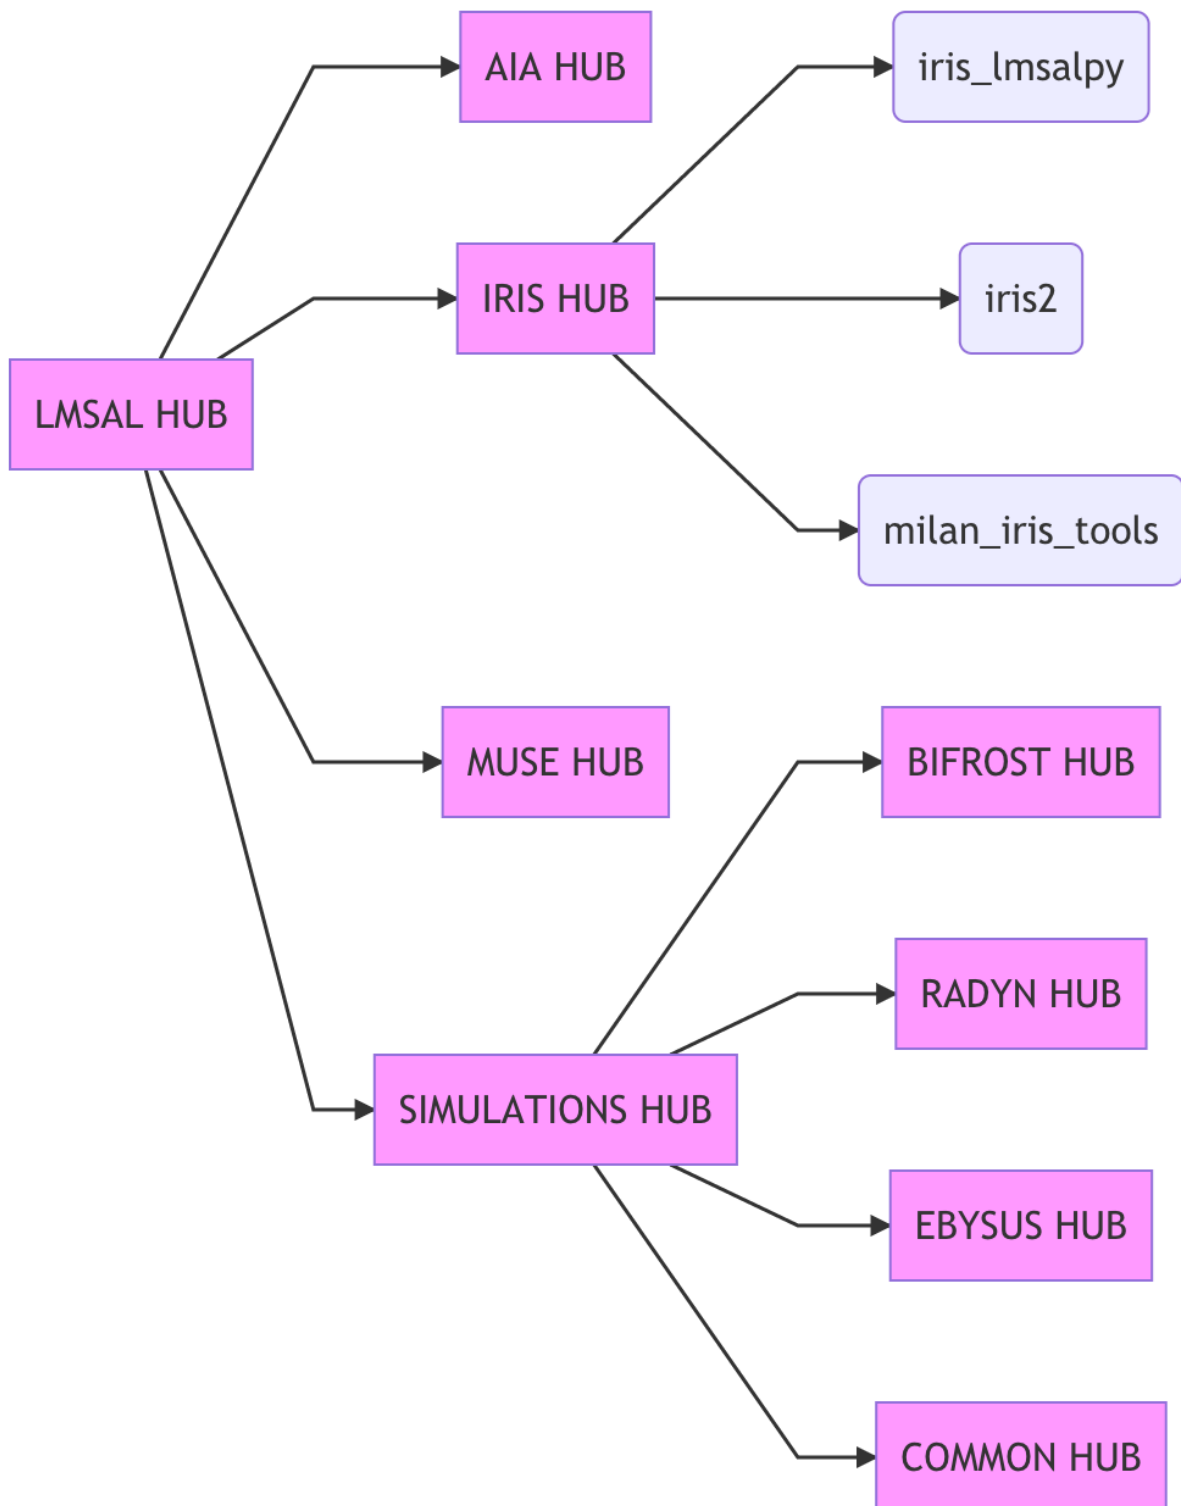 AIA HUB
iris_lmsalpy
IRIS HUB
iris2
LMSAL HUB
milan_iris_tools
MUSE HUB
BIFROST HUB
RADYN HUB
SIMULATIONS HUB
EBYSUS HUB
COMMON HUB